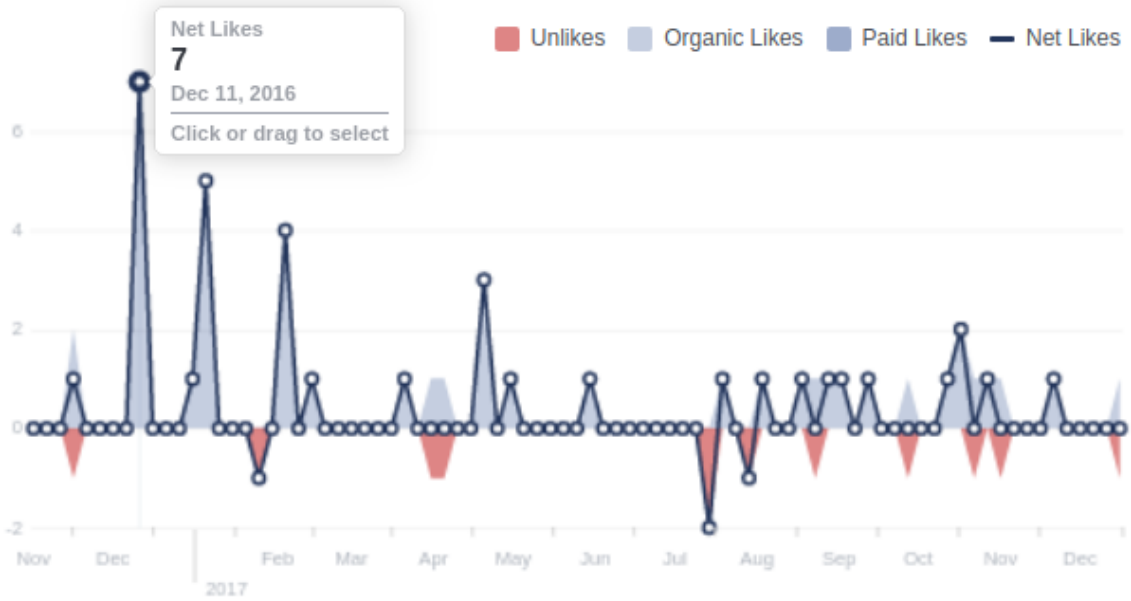 Net Likes
7
Dec 11, 2016
Click or drag to select
Unlikes Organic Likes Paid Likes Net Likes
6
4
2
0
-2
Nov Dec Feb Mar Apr May Jun Jul Aug Sep Oct Nov Dec
2017